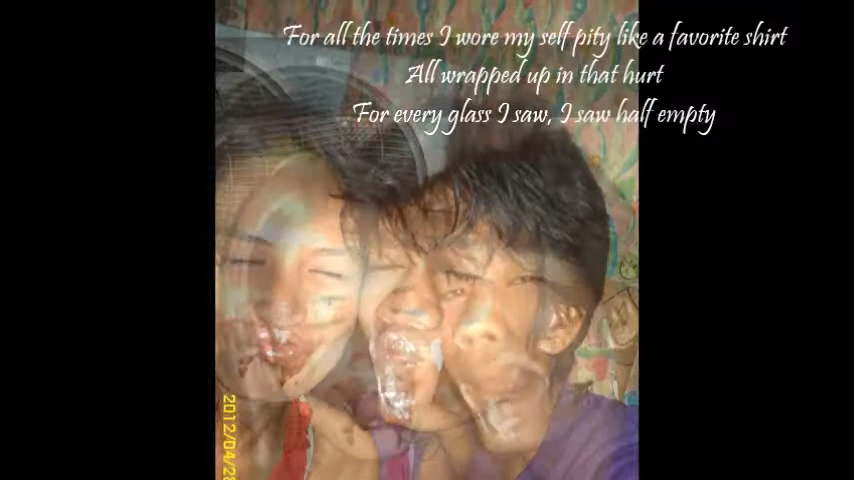 For all the times I wore my self pity like a favorite shirt
All wrapped up in that hurt
For every glass I saw, I saw half empty
2012/04/28